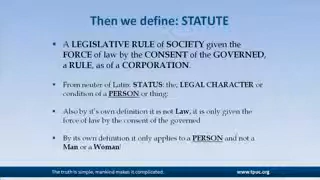 Then we define: STATUTE
A LEGISLATIVE RULE of SOCIETY given the
FORCE of law by the CONSENT of the GOVERNED,
a RULE, as of a CORPORATION.
From neuter of Latin: STATUS: the; LEGAL CHARACTER or
condition of a PERSON or thing:
Also by it's own definition it is not Law, it is only given the
force of law by the consent of the governed
By its own definition it only applies to a PERSON and not a
Man or a Woman!
The truth is simple, mankind makes it complicated.
www.tpuc.org